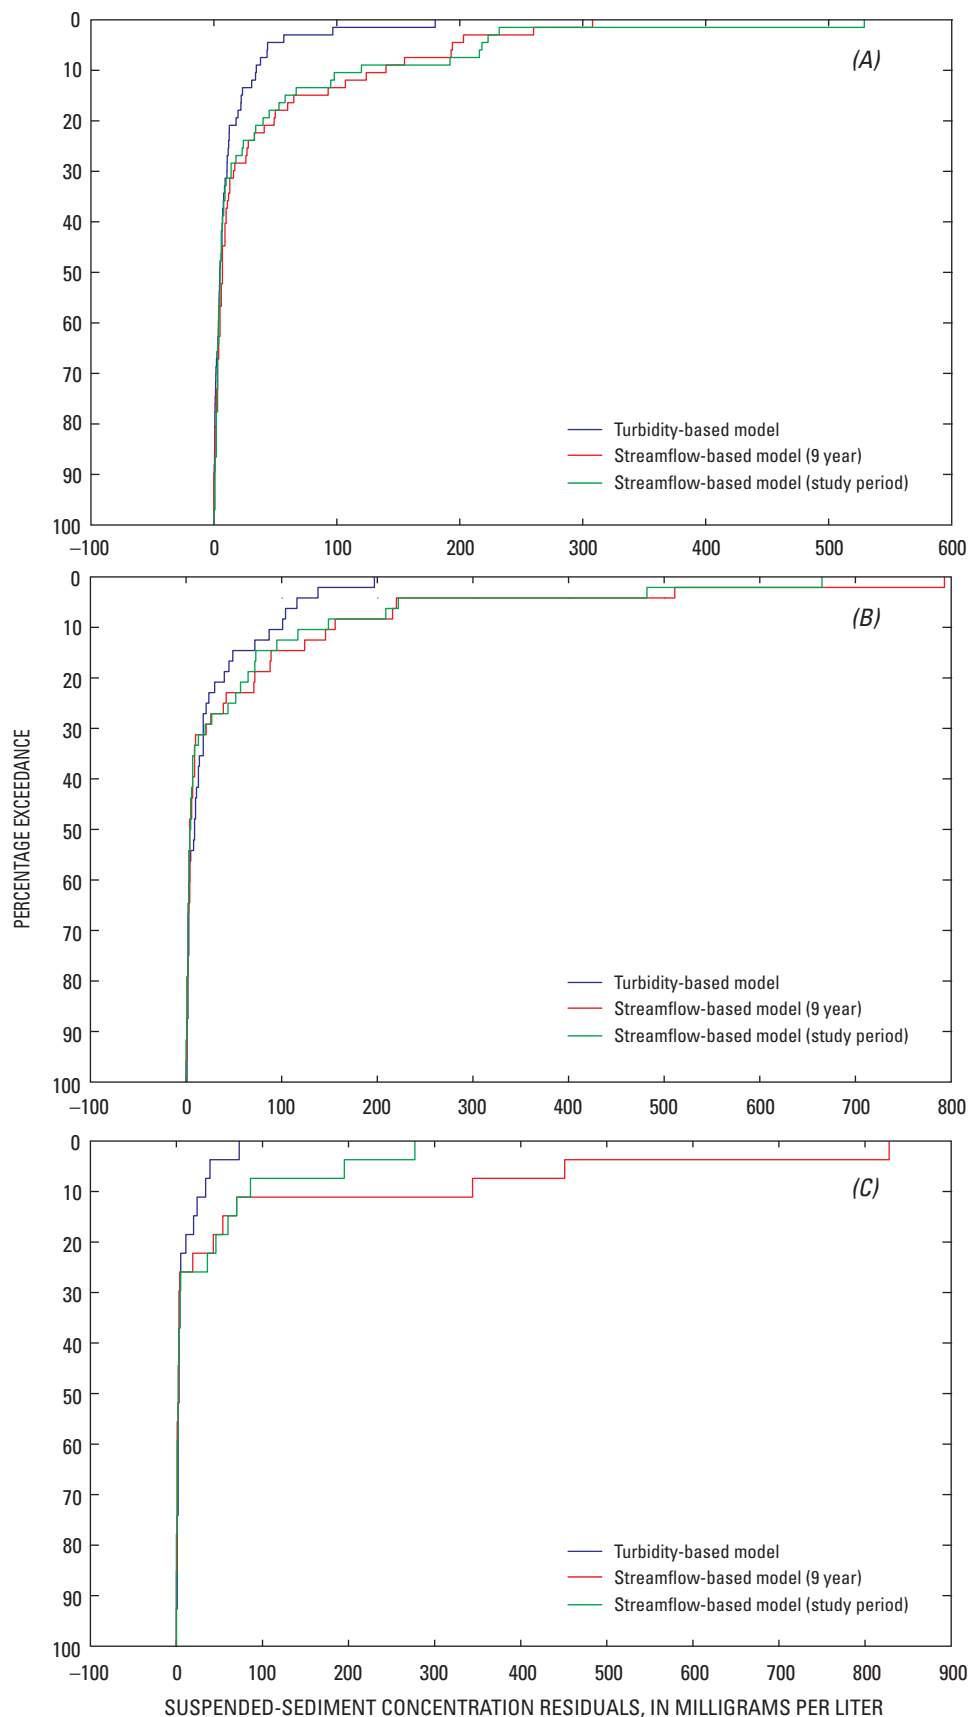 0
10
20
30
40
50
60
70
80
90
100
(A)
Turbidity-based model
Streamflow-based model (9 year)
Streamflow-based model (study period)
–100 0 100 200 300 400 500 600
PERCENTAGE EXCEEDANCE
0
10
20
30
40
50
60
70
80
90
100
(B)
Turbidity-based model
Streamflow-based model (9 year)
Streamflow-based model (study period)
–100 0 100 200 300 400 500 600 700 800
0
10
20
30
40
50
60
70
80
90
100
(C)
Turbidity-based model
Streamflow-based model (9 year)
Streamflow-based model (study period)
–100 0 100 200 300 400 500 600 700 800 900
SUSPENDED-SEDIMENT CONCENTRATION RESIDUALS, IN MILLIGRAMS PER LITER